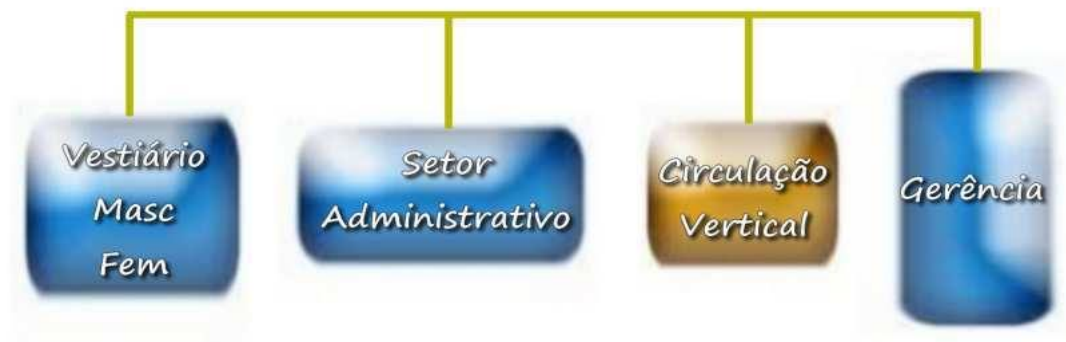 Vestiário
Masc
Fem
Setor
Administrativo
Circulação
Vertical
Gerência